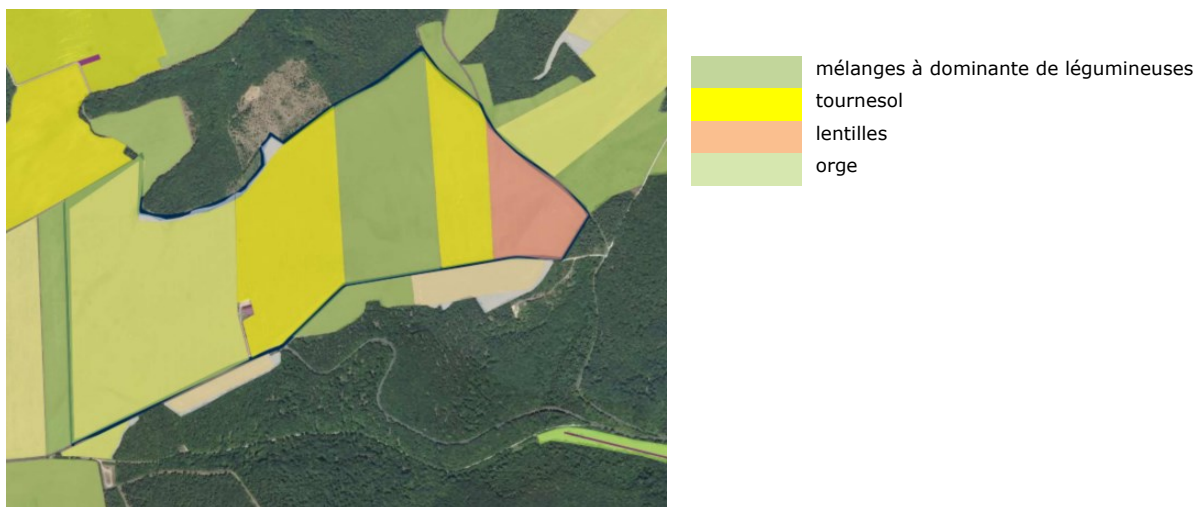 mélanges à dominante de légumineuses
tournesol
lentilles
orge